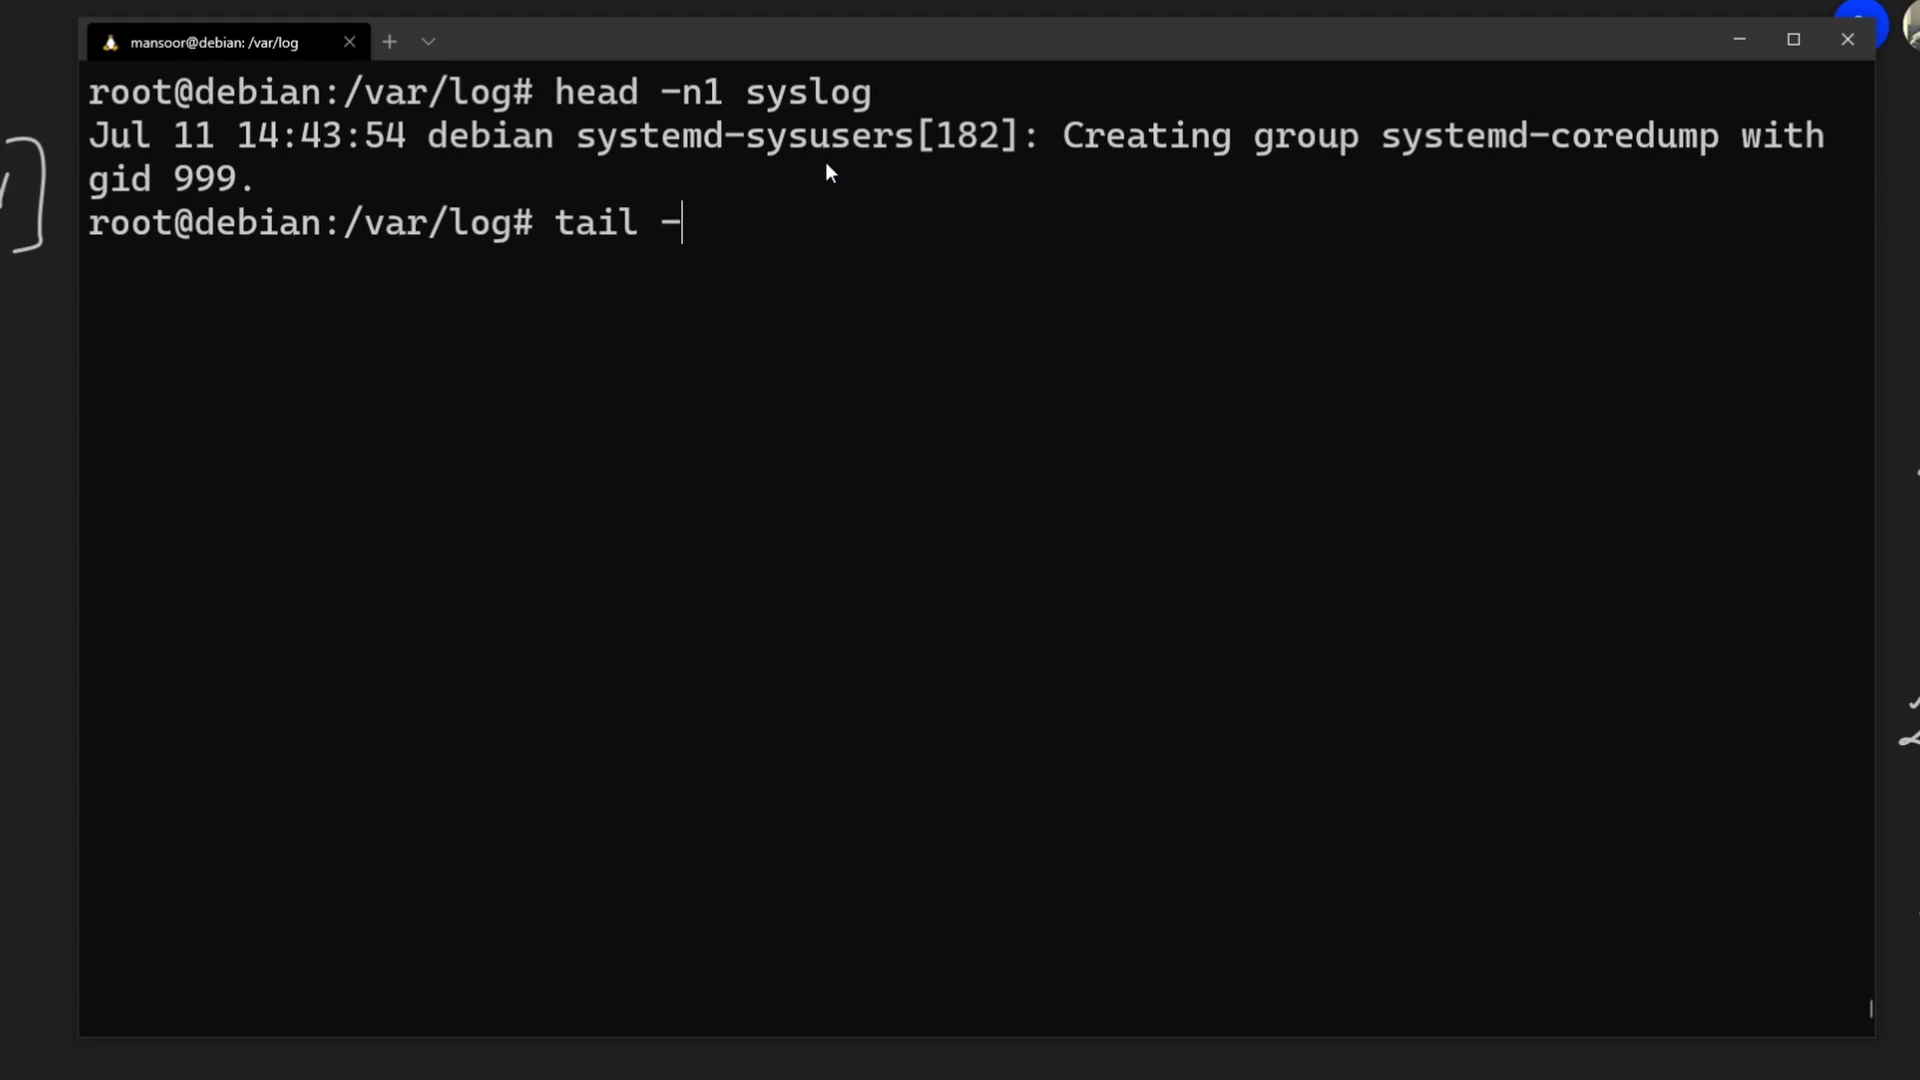 mansoor@debian: /var/log
root@debian:/var/log# head -n1 syslog
Jul 11 14:43:54 debian systemd-sysusers[182]: Creating group systemd-coredump with
gid 999.
root@debian:/var/log# tail -